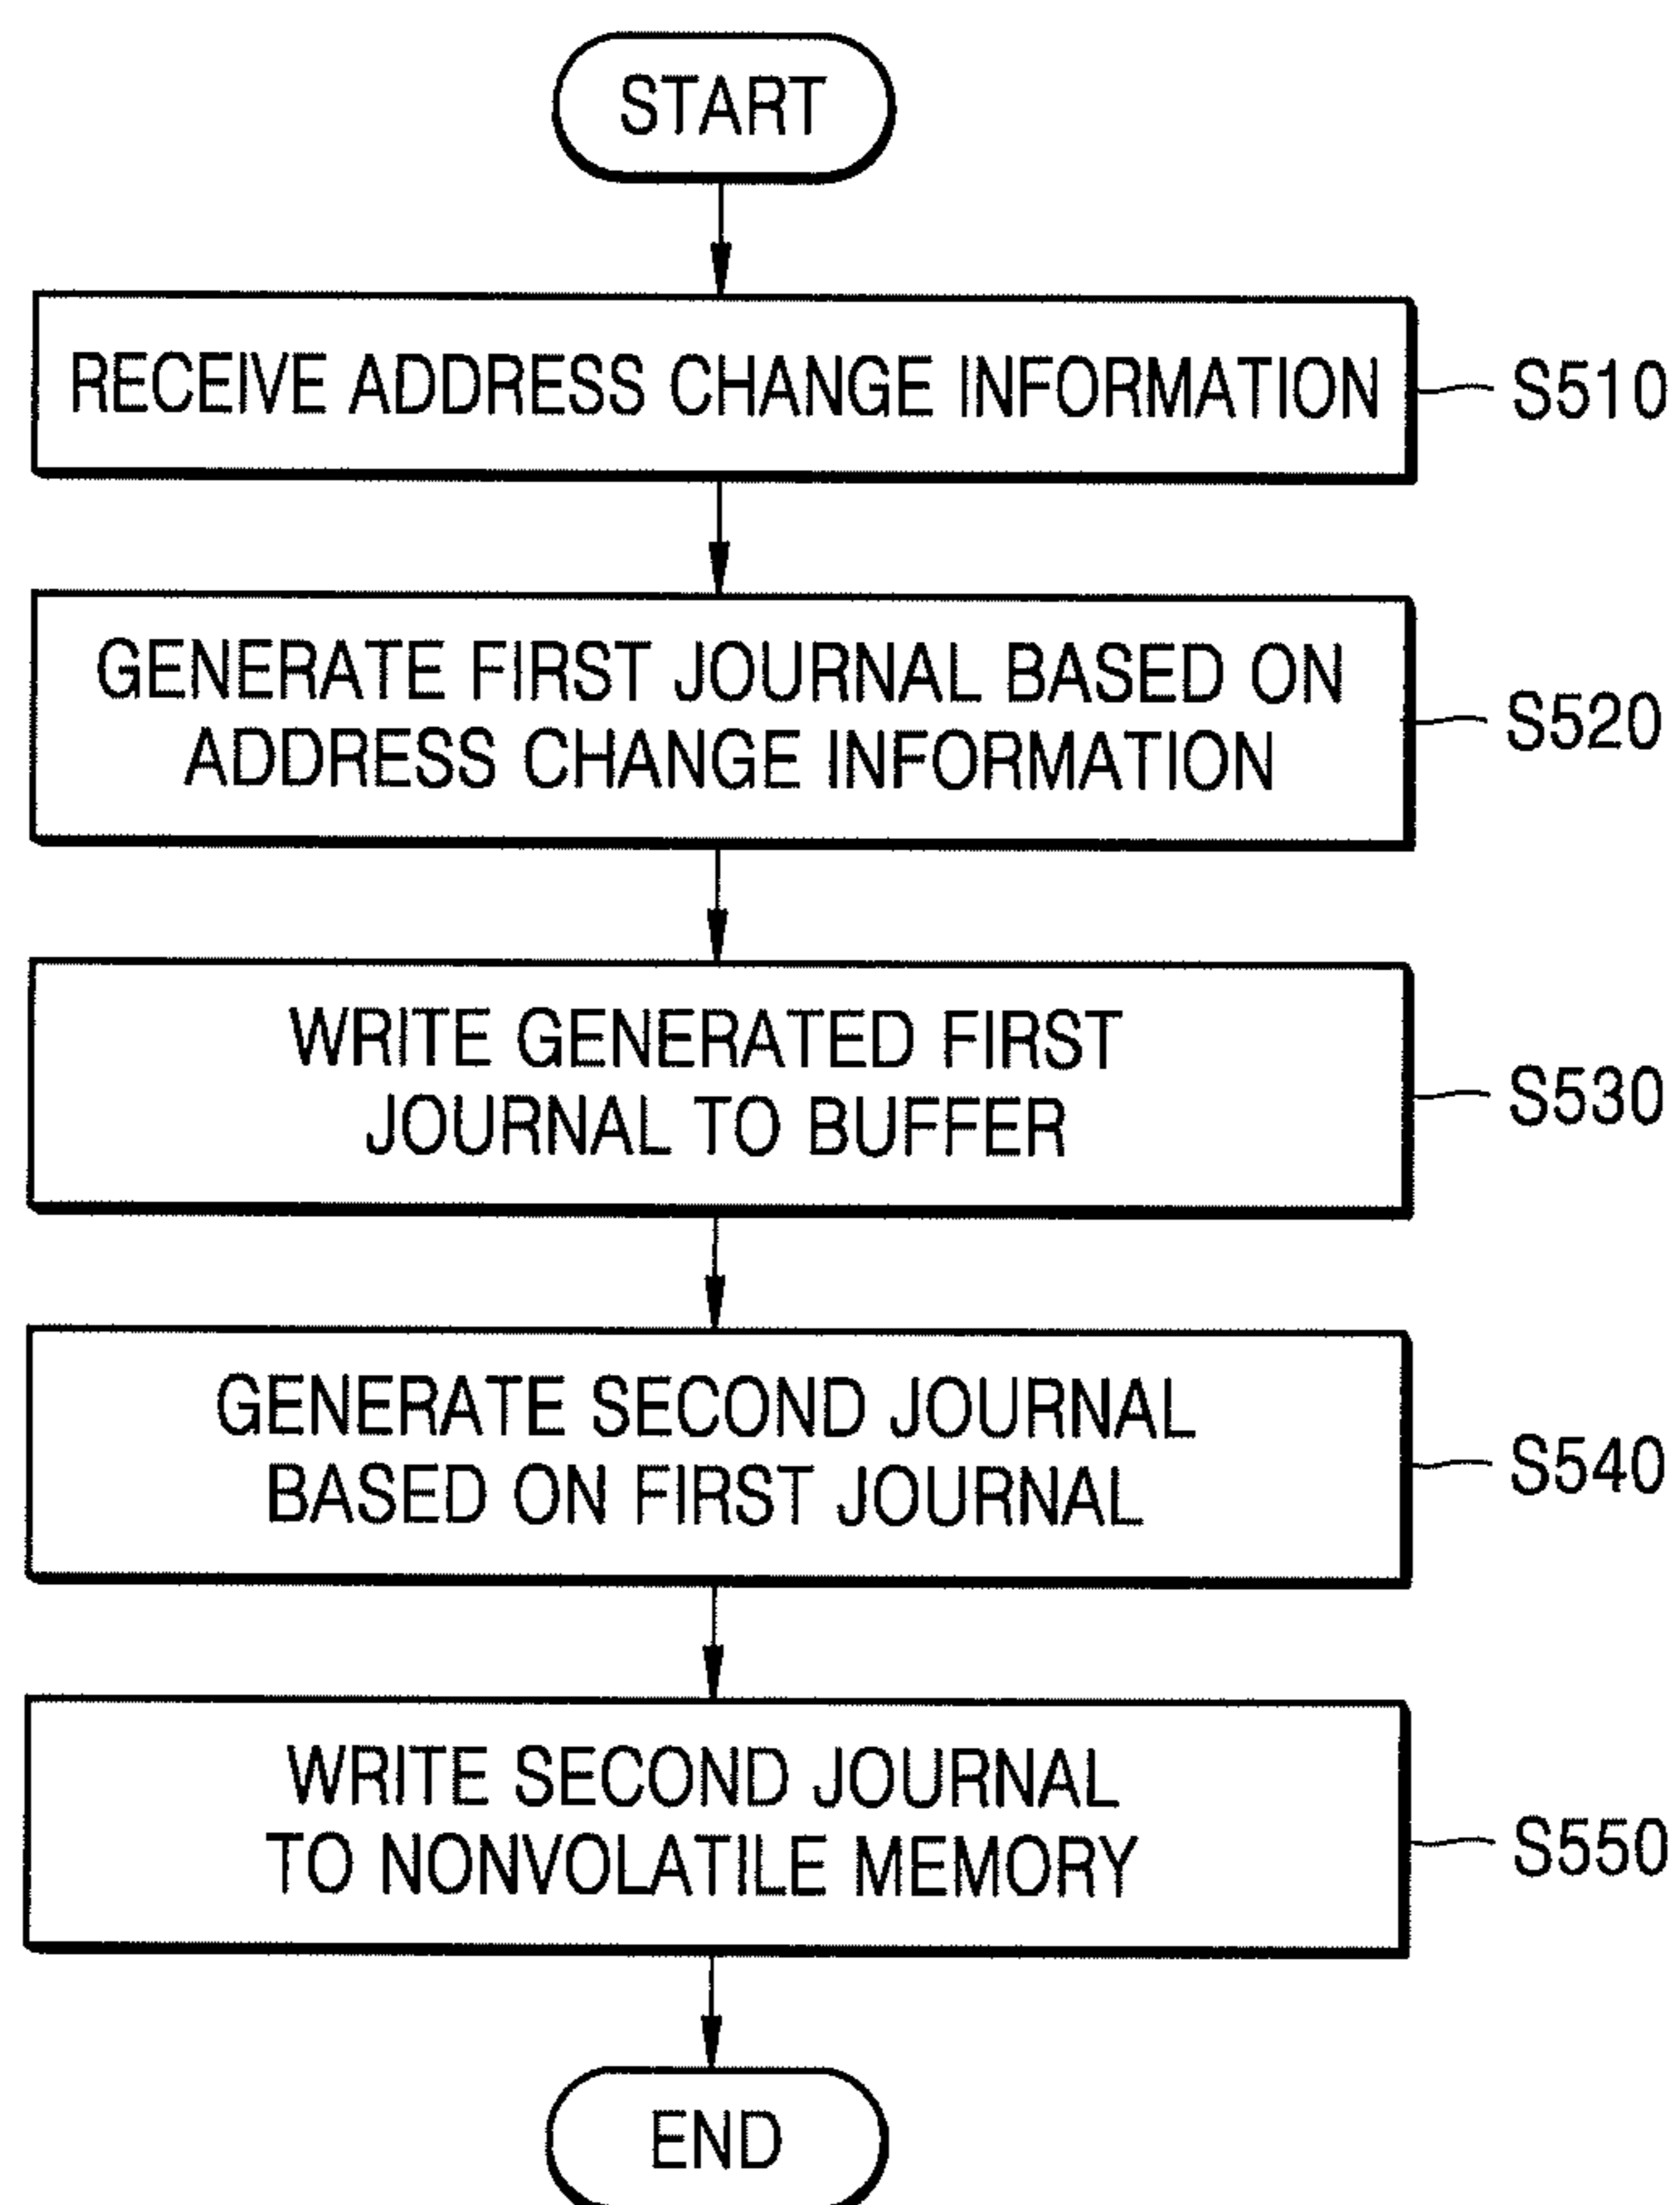 START
RECEIVE ADDRESS CHANGE INFORMATION
S510
GENERATE FIRST JOURNAL BASED ON
ADDRESS CHANGE INFORMATION
S520
WRITE GENERATED FIRST
JOURNAL TO BUFFER
S530
GENERATE SECOND JOURNAL
BASED ON FIRST JOURNAL
S540
WRITE SECOND JOURNAL
TO NONVOLATILE MEMORY
S550
END